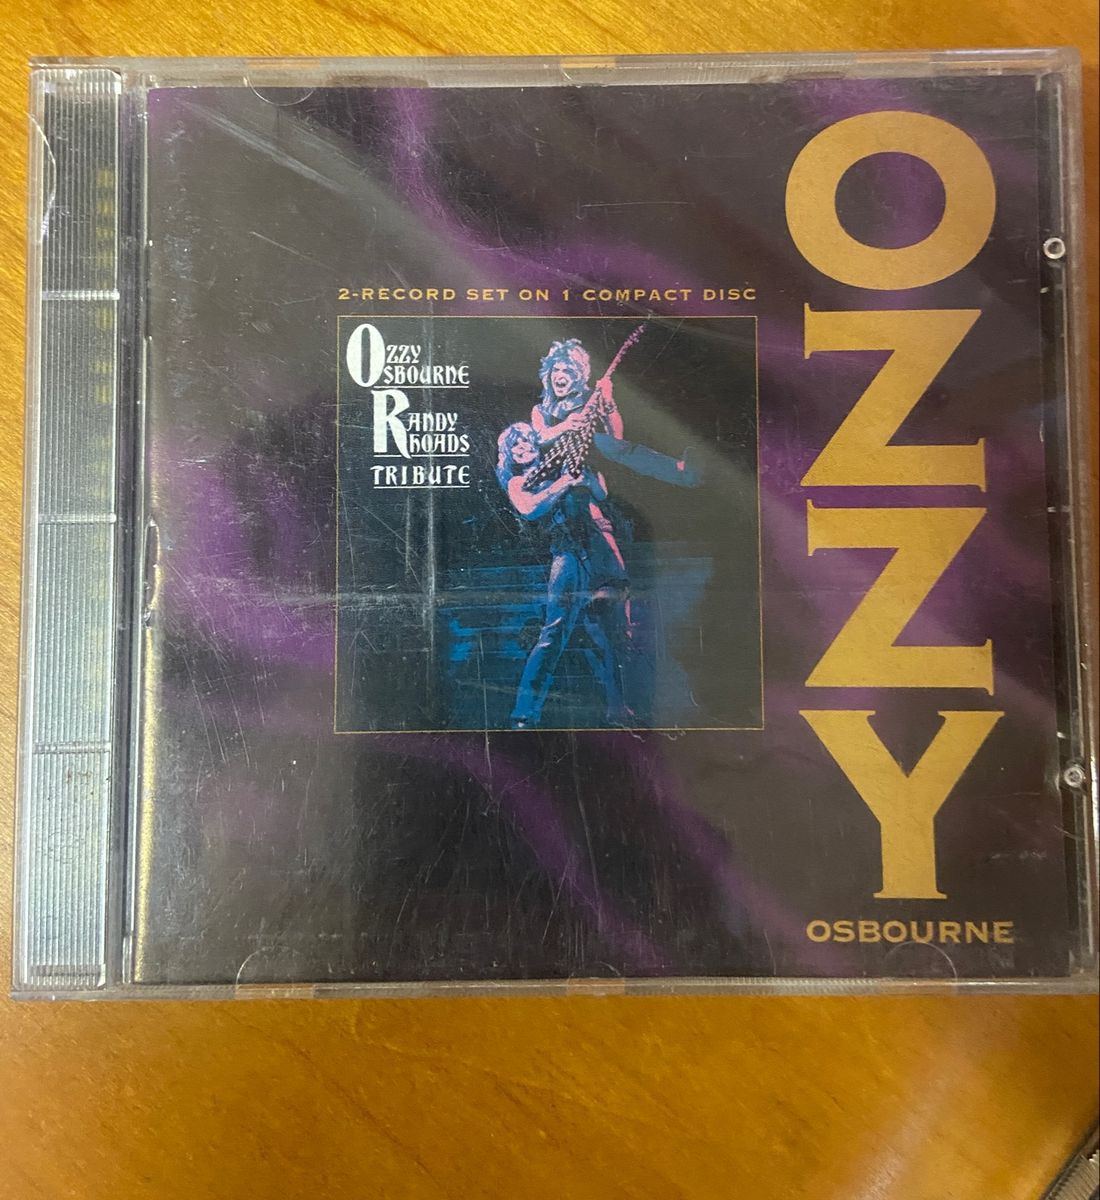 2-RECORD SET ON 1 COMPACT DISC
OZZY
OSBOURNE
RANDY
RHOADS
TRIBUTE
OZZY
OSBOURNE